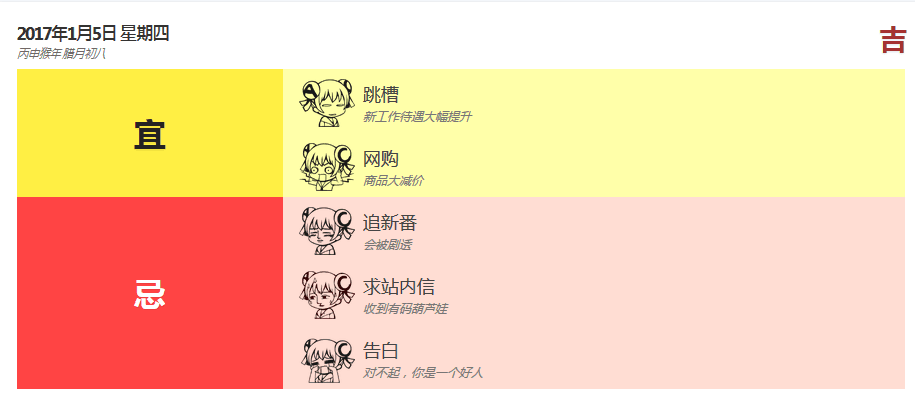 2017年1月5日 星期四
吉
丙申猴年 腊月初八
宜
跳槽
新工作待遇大幅提升
网购
商品大减价
忌
追新番
会被剧透
求站内信
收到有码葫芦娃
告白
对不起，你是一个好人